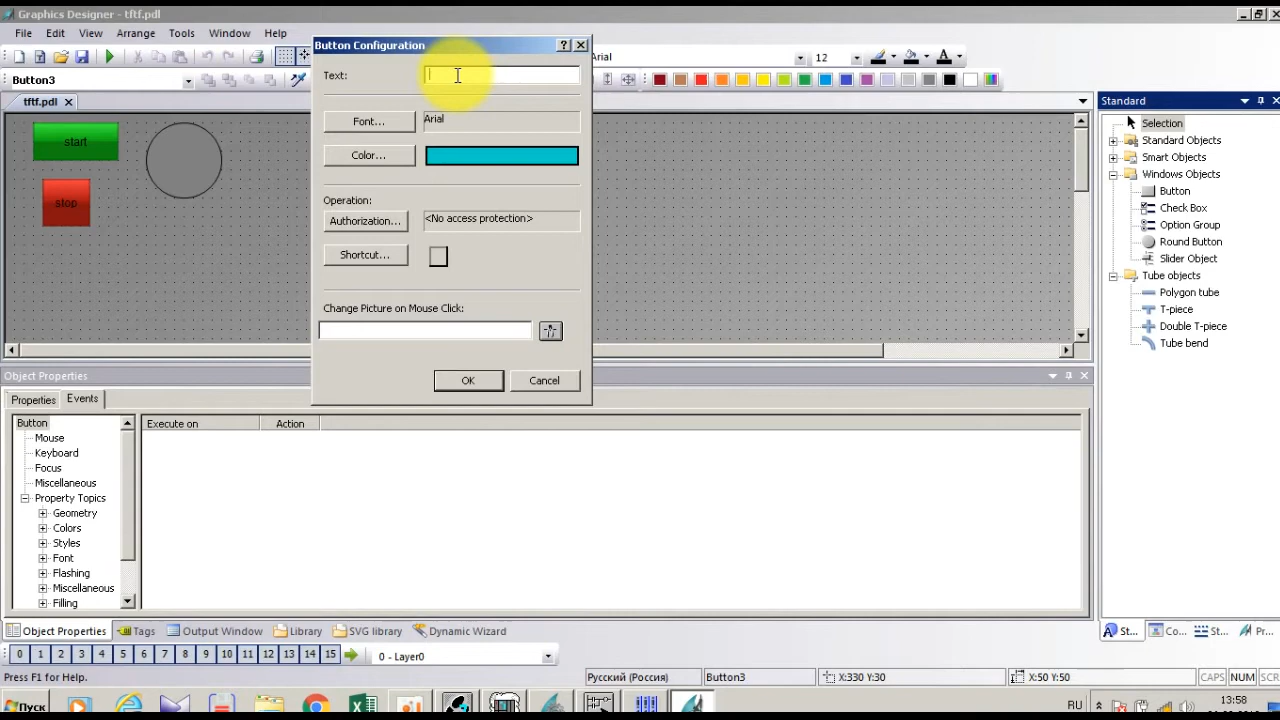 Graphics Designer - tftf.pdl
File Edit View Arrange Tools Window Help
Arial 12
Button3
tftf.pdl
start
stop
Button Configuration
Text:
Font... Arial
Color...
Operation:
Authorization... <No access protection>
Shortcut...
Change Picture on Mouse Click:
OK Cancel
Standard
Selection
Standard Objects
Smart Objects
Windows Objects
Button
Check Box
Option Group
Round Button
Slider Object
Tube objects
Polygon tube
T-piece
Double T-piece
Tube bend
Object Properties
Properties Events
Button
Mouse
Keyboard
Focus
Miscellaneous
Property Topics
Geometry
Colors
Styles
Font
Flashing
Miscellaneous
Filling
Execute on Action
Object Properties Tags Output Window Library SVG library Dynamic Wizard
St... Co... St... Pr...
0 1 2 3 4 5 6 7 8 9 10 11 12 13 14 15 0 - Layer0
Press F1 for Help. Русский (Россия) Button3 X:330 Y:30 X:50 Y:50 CAPS NUM SCR
Пуск RU 13:58